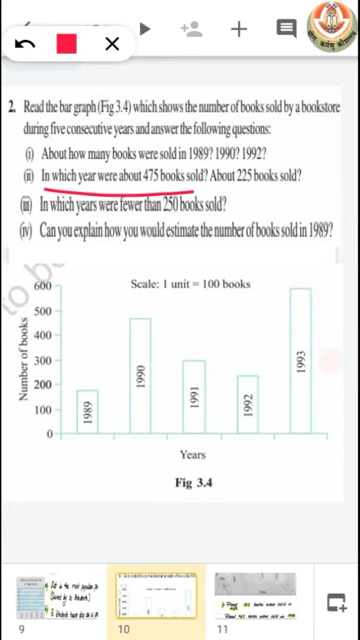 2. Read the bar graph (Fig 3.4) which shows the number of books sold by a bookstore
during five consecutive years and answer the following questions:
(i) About how many books were sold in 1989? 1990? 1992?
(ii) In which year were about 475 books sold? About 225 books sold?
(iii) In which years were fewer than 250 books sold?
(iv) Can you explain how you would estimate the number of books sold in 1989?
to be
Scale: 1 unit = 100 books
Number of books
600
500
400
300
200
100
0
1989
1990
1991
1992
1993
Years
Fig 3.4
9
10
11